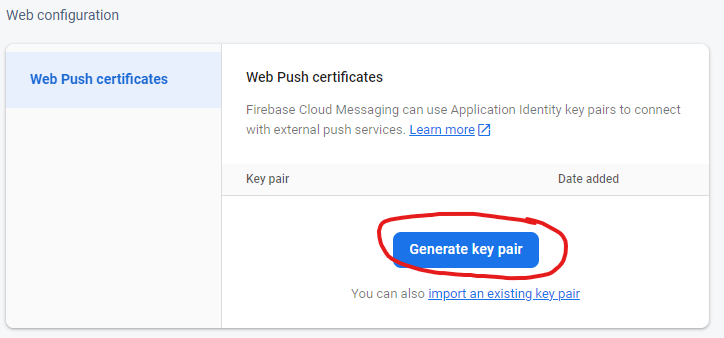 Web configuration
Web Push certificates
Web Push certificates
Firebase Cloud Messaging can use Application Identity key pairs to connect
with external push services. Learn more
Key pair Date added
Generate key pair
You can also import an existing key pair